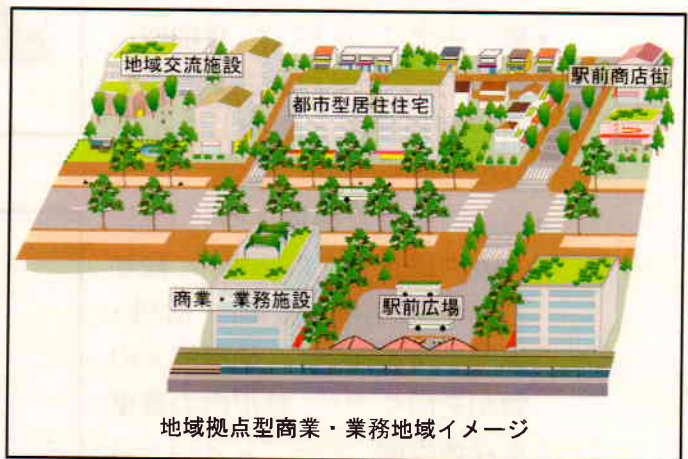 地域交流施設
駅前商店街
都市型居住住宅
商業・業務施設
駅前広場
地域拠点型商業・業務地域イメージ